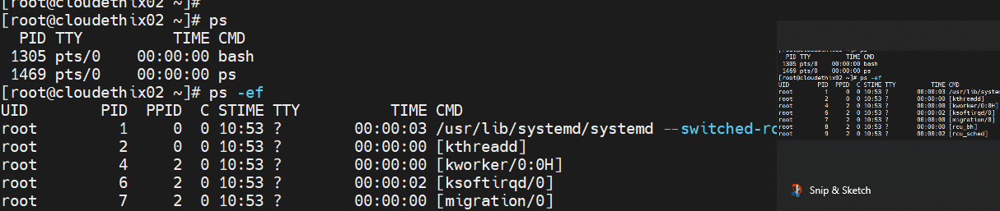 [root@cloudethix02 ~]#
[root@cloudethix02 ~]# ps
PID TTY TIME CMD
1305 pts/0 00:00:00 bash
1469 pts/0 00:00:00 ps
[root@cloudethix02 ~]# ps -ef
UID PID PPID C STIME TTY TIME CMD
root 1 0 0 10:53 ? 00:00:03 /usr/lib/systemd/systemd --switched-ro
root 2 0 0 10:53 ? 00:00:00 [kthreadd]
root 4 2 0 10:53 ? 00:00:00 [kworker/0:0H]
root 6 2 0 10:53 ? 00:00:02 [ksoftirqd/0]
root 7 2 0 10:53 ? 00:00:00 [migration/0]
PID TTY TIME CMD
1305 pts/0 00:00:00 bash
1469 pts/0 00:00:00 ps
[root@cloudethix02 ~]# ps -ef
UID PID PPID C STIME TTY TIME CMD
root 1 0 0 10:53 ? 00:00:03 /usr/lib/system
root 2 0 0 10:53 ? 00:00:00 [kthreadd]
root 4 2 0 10:53 ? 00:00:00 [kworker/0:0H]
root 6 2 0 10:53 ? 00:00:02 [ksoftirqd/0]
root 7 2 0 10:53 ? 00:00:00 [migration/0]
root 8 2 0 10:53 ? 00:00:00 [rcu_bh]
root 9 2 0 10:53 ? 00:00:02 [rcu_sched]
Snip & Sketch